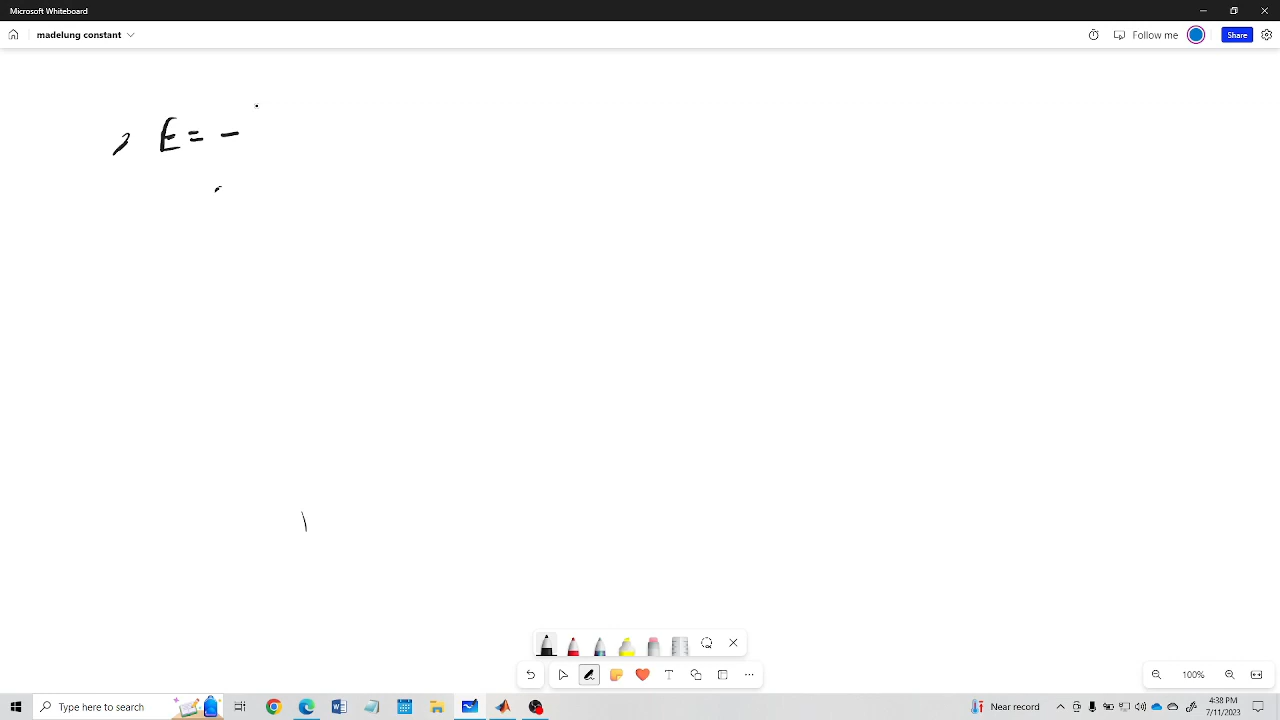 Microsoft Whiteboard
madelung constant
Follow me
Share
E = -
100%
Type here to search
Near record
4:38 PM
7/11/2023